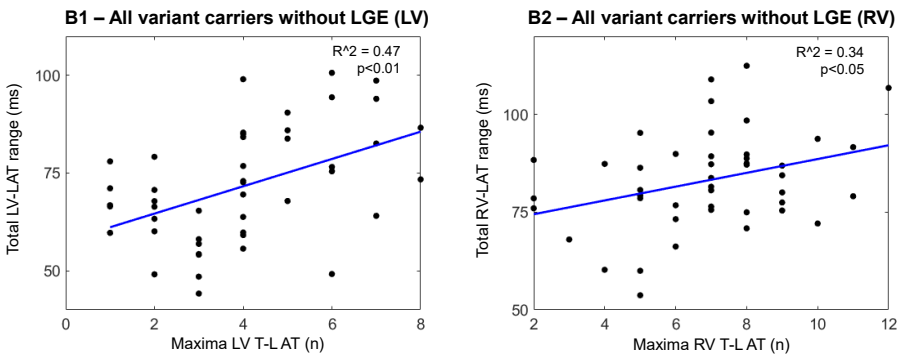 B1 – All variant carriers without LGE (LV)
R^2 = 0.47
p<0.01
100
75
50
Total LV-LAT range (ms)
0 2 4 6 8
Maxima LV T-L AT (n)
B2 – All variant carriers without LGE (RV)
R^2 = 0.34
p<0.05
100
75
50
Total RV-LAT range (ms)
2 4 6 8 10 12
Maxima RV T-L AT (n)